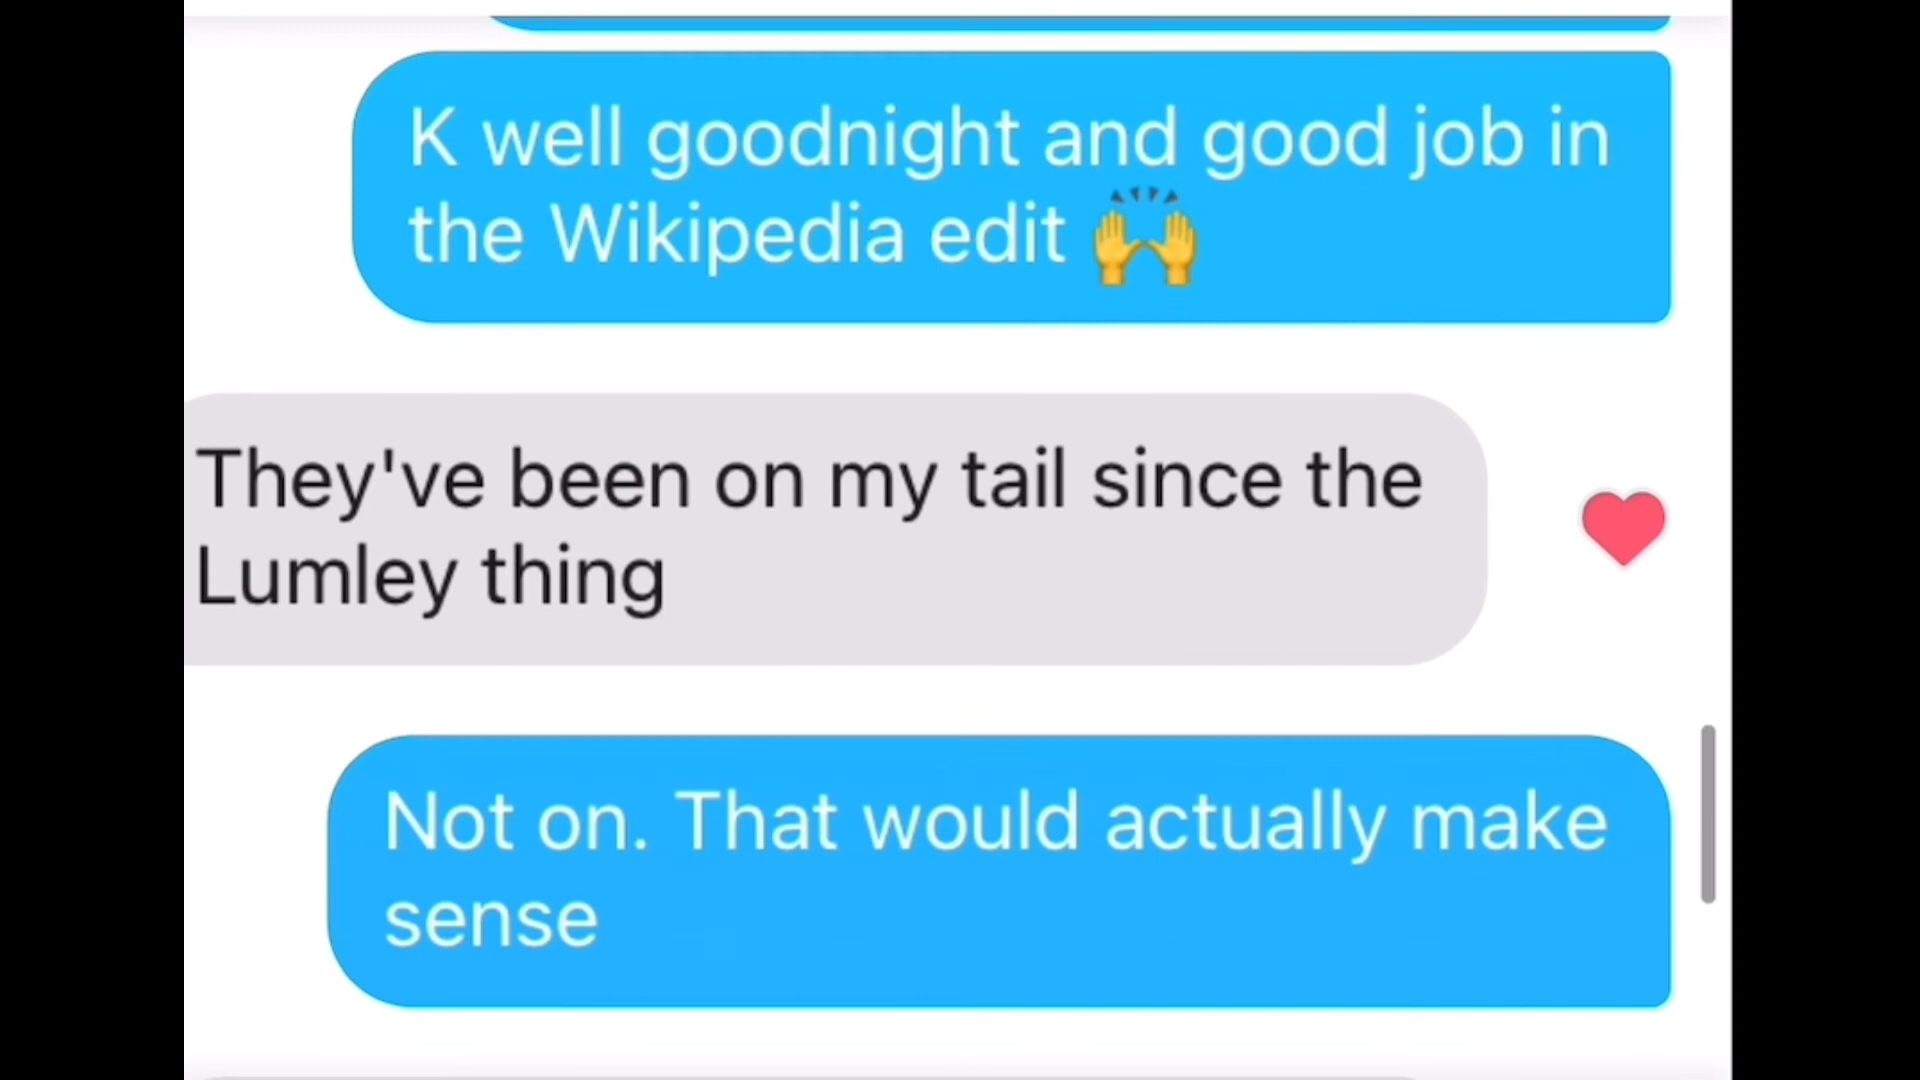 K well goodnight and good job in
the Wikipedia edit 🙌
They've been on my tail since the
Lumley thing
Not on. That would actually make
sense